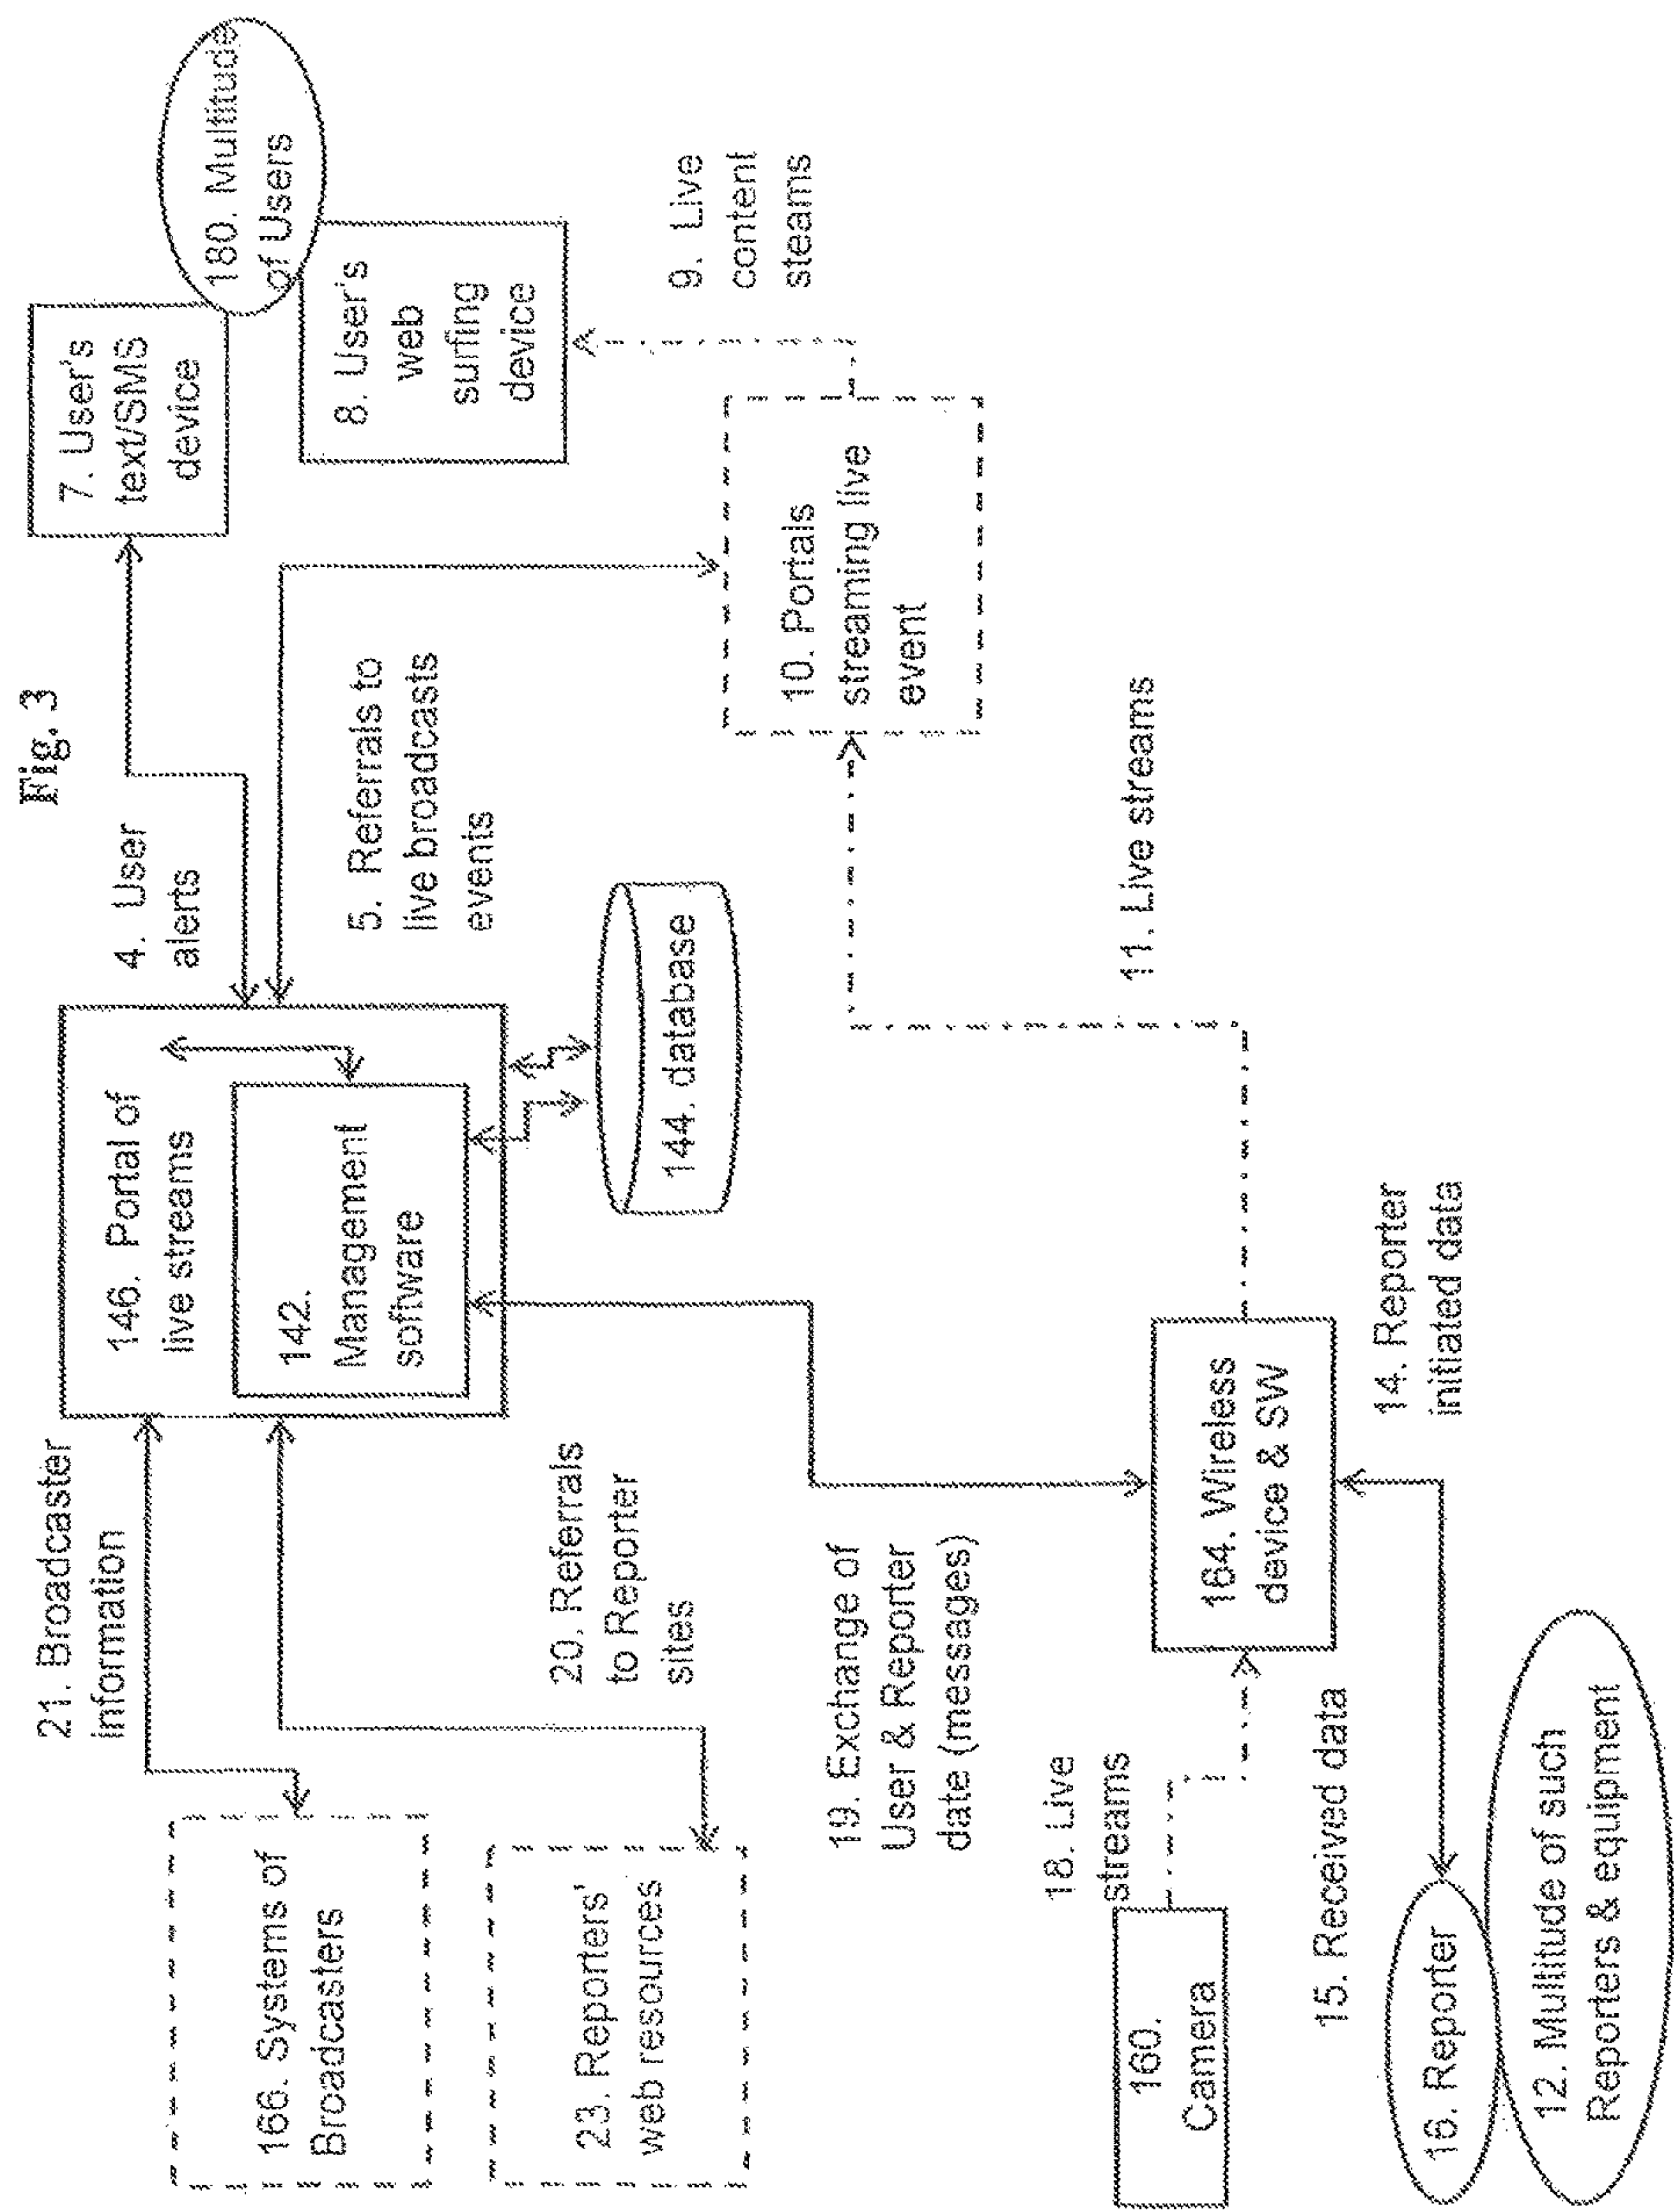 Fig. 3
21. Broadcaster
information
166. Systems of
Broadcasters
23. Reporters'
web resources
20. Referrals
to Reporter
sites
146. Portal of
live streams
142.
Management
software
144. database
4. User
alerts
5. Referrals to
live broadcasts
events
7. User's
text/SMS
device
180. Multitude
of Users
8. User's
web
surfing
device
9. Live
content
steams
10. Portals
streaming live
event
11. Live streams
19. Exchange of
User & Reporter
date (messages)
18. Live
streams
160.
Camera
164. Wireless
device & SW
14. Reporter
initiated data
15. Received data
16. Reporter
12. Multitude of such
Reporters & equipment